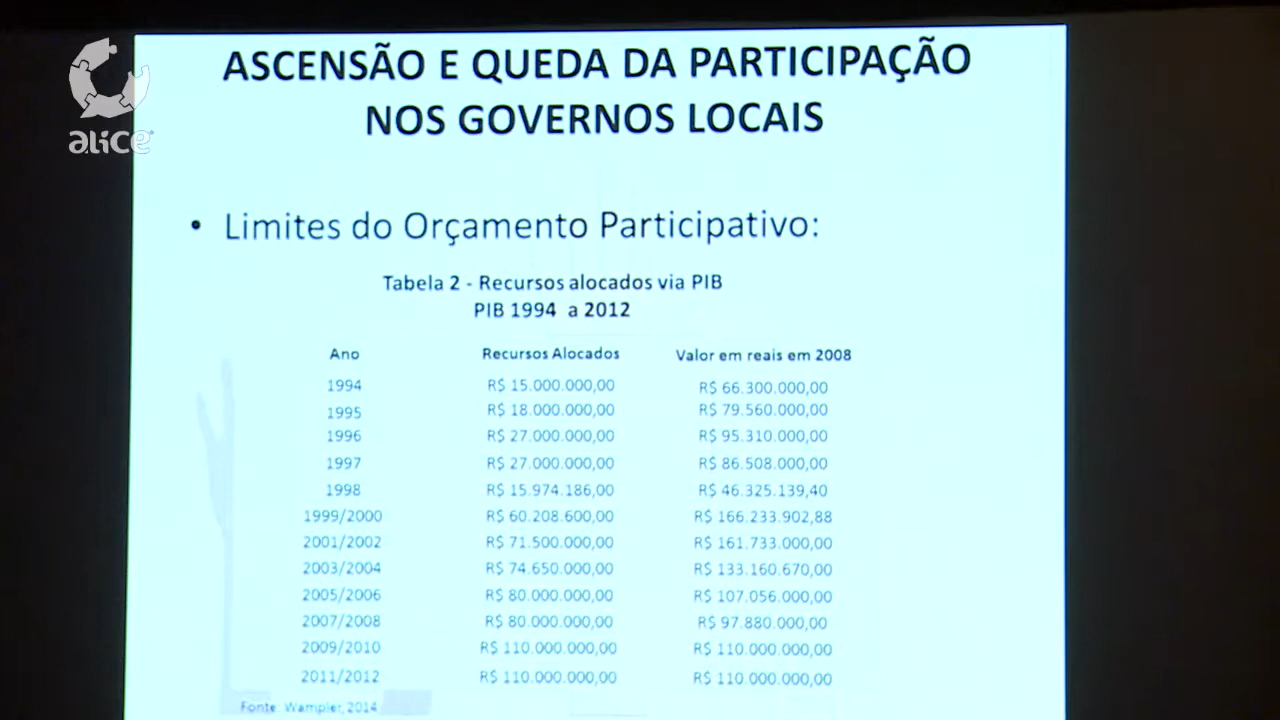 alice
ASCENSÃO E QUEDA DA PARTICIPAÇÃO
NOS GOVERNOS LOCAIS
• Limites do Orçamento Participativo:
Tabela 2 - Recursos alocados via PIB
PIB 1994 a 2012
Ano Recursos Alocados Valor em reais em 2008
1994 R$ 15.000.000,00 R$ 66.300.000,00
1995 R$ 18.000.000,00 R$ 79.560.000,00
1996 R$ 27.000.000,00 R$ 95.310.000,00
1997 R$ 27.000.000,00 R$ 86.508.000,00
1998 R$ 15.974.186,00 R$ 46.325.139,40
1999/2000 R$ 60.208.600,00 R$ 166.233.902,88
2001/2002 R$ 71.500.000,00 R$ 161.733.000,00
2003/2004 R$ 74.650.000,00 R$ 133.160.670,00
2005/2006 R$ 80.000.000,00 R$ 107.056.000,00
2007/2008 R$ 80.000.000,00 R$ 97.880.000,00
2009/2010 R$ 110.000.000,00 R$ 110.000.000,00
2011/2012 R$ 110.000.000,00 R$ 110.000.000,00
Fonte: Wampler, 2014